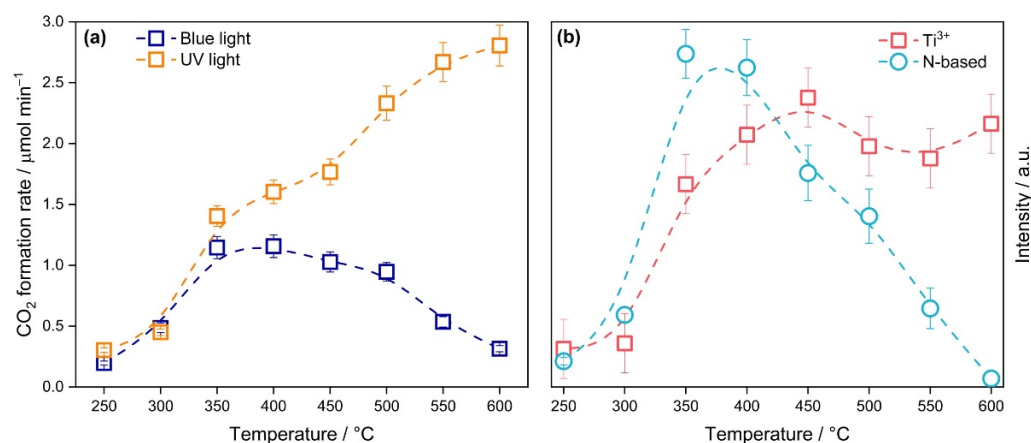 (a)
Blue light
UV light
3.0
2.5
2.0
1.5
1.0
0.5
0.0
CO₂ formation rate / μmol min⁻¹
250 300 350 400 450 500 550 600
Temperature / °C
(b)
Ti³⁺
N-based
Intensity / a.u.
250 300 350 400 450 500 550 600
Temperature / °C